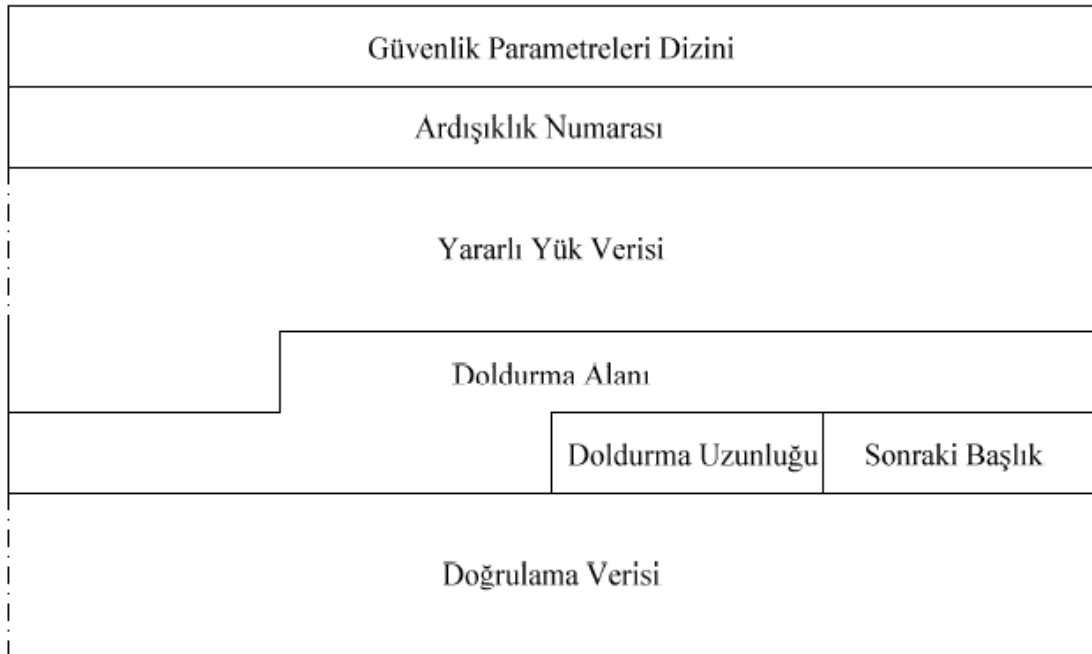 Güvenlik Parametreleri Dizini
Ardışıklık Numarası
Yararlı Yük Verisi
Doldurma Alanı
Doldurma Uzunluğu
Sonraki Başlık
Doğrulama Verisi